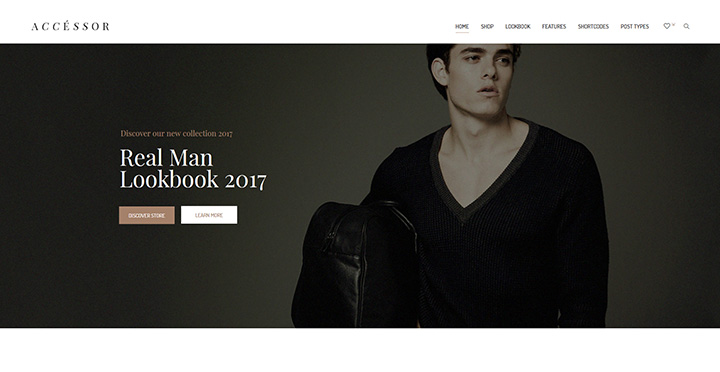 ACCÉSSOR
HOME SHOP LOOKBOOK FEATURES SHORTCODES POST TYPES
Discover our new collection 2017
Real Man
Lookbook 2017
DISCOVER STORE LEARN MORE